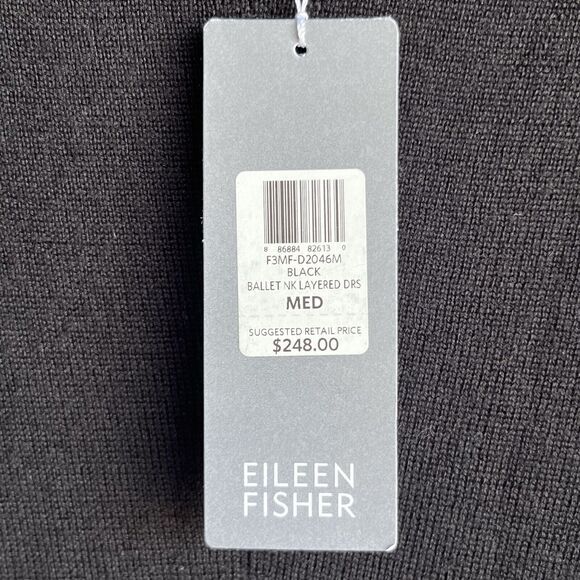 8 86884 82613 0
F3MF-D2046M
BLACK
BALLET NK LAYERED DRS
MED
SUGGESTED RETAIL PRICE
$248.00
EILEEN
FISHER